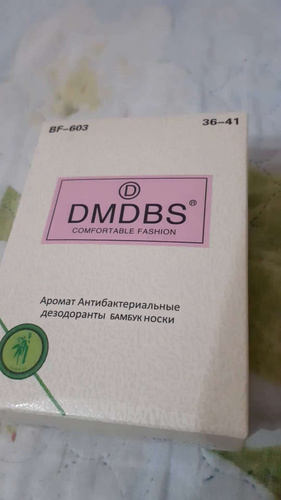 BF-603
36-41
D
DMDBS®
COMFORTABLE FASHION
Аромат Антибактериальные
дезодоранты БАМБУК НОСКИ